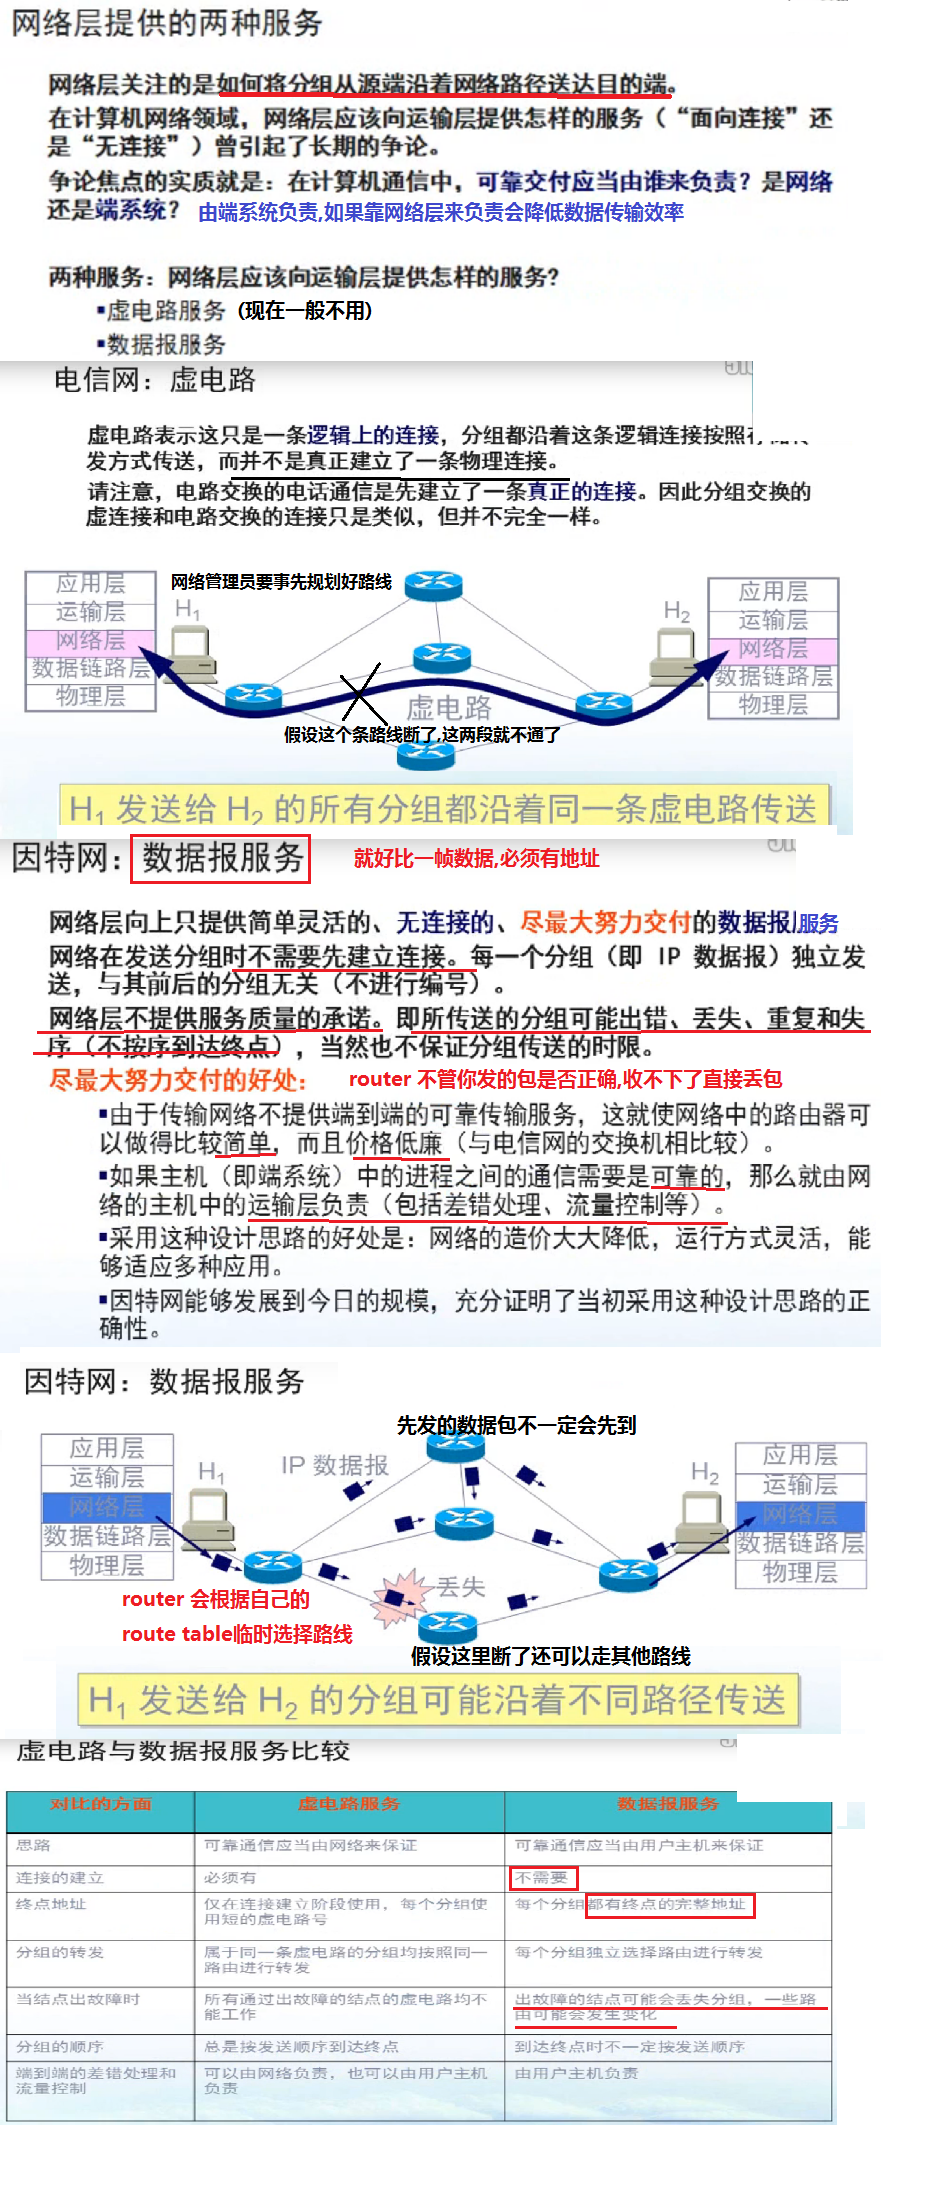 网络层提供的两种服务
网络层关注的是如何将分组从源端沿着网络路径送达目的端。
在计算机网络领域，网络层应该向运输层提供怎样的服务（“面向连接”还
是“无连接”）曾引起了长期的争论。
争论焦点的实质就是：在计算机通信中，可靠交付应当由谁来负责？是网络
还是端系统？ 由端系统负责,如果靠网络层来负责会降低数据传输效率
两种服务：网络层应该向运输层提供怎样的服务?
▪虚电路服务 (现在一般不用)
▪数据报服务
电信网：虚电路
虚电路表示这只是一条逻辑上的连接，分组都沿着这条逻辑连接按照
发方式传送，而并不是真正建立了一条物理连接。
请注意，电路交换的电话通信是先建立了一条真正的连接。因此分组交换的
虚连接和电路交换的连接只是类似，但并不完全一样。
网络管理员要事先规划好路线
应用层
运输层
网络层
数据链路层
物理层
H1
H2
应用层
运输层
网络层
数据链路层
物理层
虚电路
假设这个条路线断了,这两段就不通了
H1 发送给 H2 的所有分组都沿着同一条虚电路传送
因特网：数据报服务 就好比一帧数据,必须有地址
网络层向上只提供简单灵活的、无连接的、尽最大努力交付的数据报服务
网络在发送分组时不需要先建立连接。每一个分组（即 IP 数据报）独立发
送，与其前后的分组无关（不进行编号）。
网络层不提供服务质量的承诺。即所传送的分组可能出错、丢失、重复和失
序（不按序到达终点），当然也不保证分组传送的时限。
尽最大努力交付的好处： router 不管你发的包是否正确,收不下了直接丢包
▪由于传输网络不提供端到端的可靠传输服务，这就使网络中的路由器可
以做得比较简单，而且价格低廉（与电信网的交换机相比较）。
▪如果主机（即端系统）中的进程之间的通信需要是可靠的，那么就由网
络的主机中的运输层负责（包括差错处理、流量控制等）。
▪采用这种设计思路的好处是：网络的造价大大降低，运行方式灵活，能
够适应多种应用。
▪因特网能够发展到今日的规模，充分证明了当初采用这种设计思路的正
确性。
因特网：数据报服务
先发的数据包不一定会先到
应用层
运输层
网络层
数据链路层
物理层
H1
IP 数据报
H2
应用层
运输层
网络层
数据链路层
物理层
丢失
router 会根据自己的
route table临时选择路线
假设这里断了还可以走其他路线
H1 发送给 H2 的分组可能沿着不同路径传送
虚电路与数据报服务比较
对比的方面 虚电路服务 数据报服务
思路 可靠通信应当由网络来保证 可靠通信应当由用户主机来保证
连接的建立 必须有 不需要
终点地址 仅在连接建立阶段使用，每个分组使 每个分组都有终点的完整地址
用短的虚电路号
分组的转发 属于同一条虚电路的分组均按照同一 每个分组独立选择路由进行转发
路由进行转发
当结点出故障时 所有通过出故障的结点的虚电路均不 出故障的结点可能会丢失分组，一些路
能工作 由可能会发生变化
分组的顺序 总是按发送顺序到达终点 到达终点时不一定按发送顺序
端到端的差错处理和 可以由网络负责，也可以由用户主机 由用户主机负责
流量控制 负责